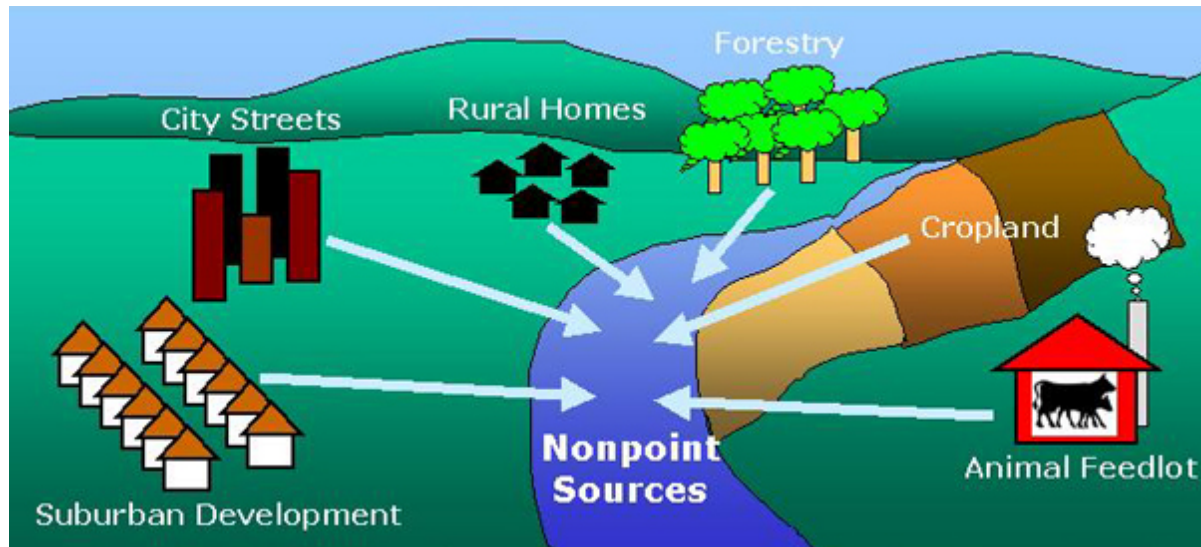 Forestry
Rural Homes
City Streets
Cropland
Nonpoint
Sources
Animal Feedlot
Suburban Development